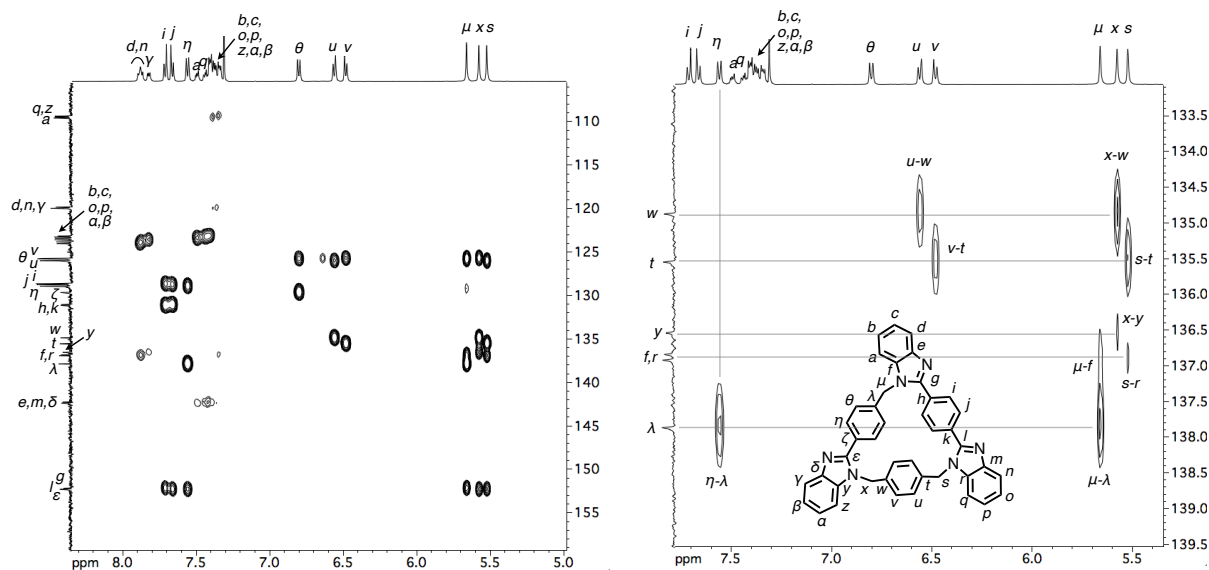 b,c,
o,p,
z,α,β
i
j
d,n
γ
η
a
q
θ
u
v
μ
x
s
q,z
a
b,c,
o,p,
α,β
d,n,γ
v
θ
u
i
j
η
ζ
h,k
w
t
y
f,r
λ
e,m,δ
g
l
ε
110
115
120
125
130
135
140
145
150
155
ppm
8.0
7.5
7.0
6.5
6.0
5.5
5.0
b,c,
o,p,
z,α,β
i
j
η
a
q
θ
u
v
μ
x
s
w
t
y
f,r
λ
u-w
x-w
v-t
s-t
x-y
μ-f
s-r
η-λ
μ-λ
133.5
134.0
134.5
135.0
135.5
136.0
136.5
137.0
137.5
138.0
138.5
139.0
139.5
ppm
7.5
7.0
6.5
6.0
5.5
c
b
d
a
e
f
N
μ
N
g
θ
λ
h
i
η
j
ζ
k
l
N
N
δ
ε
m
γ
N
N
n
y
x
w
t
s
r
β
z
v
u
q
o
α
p